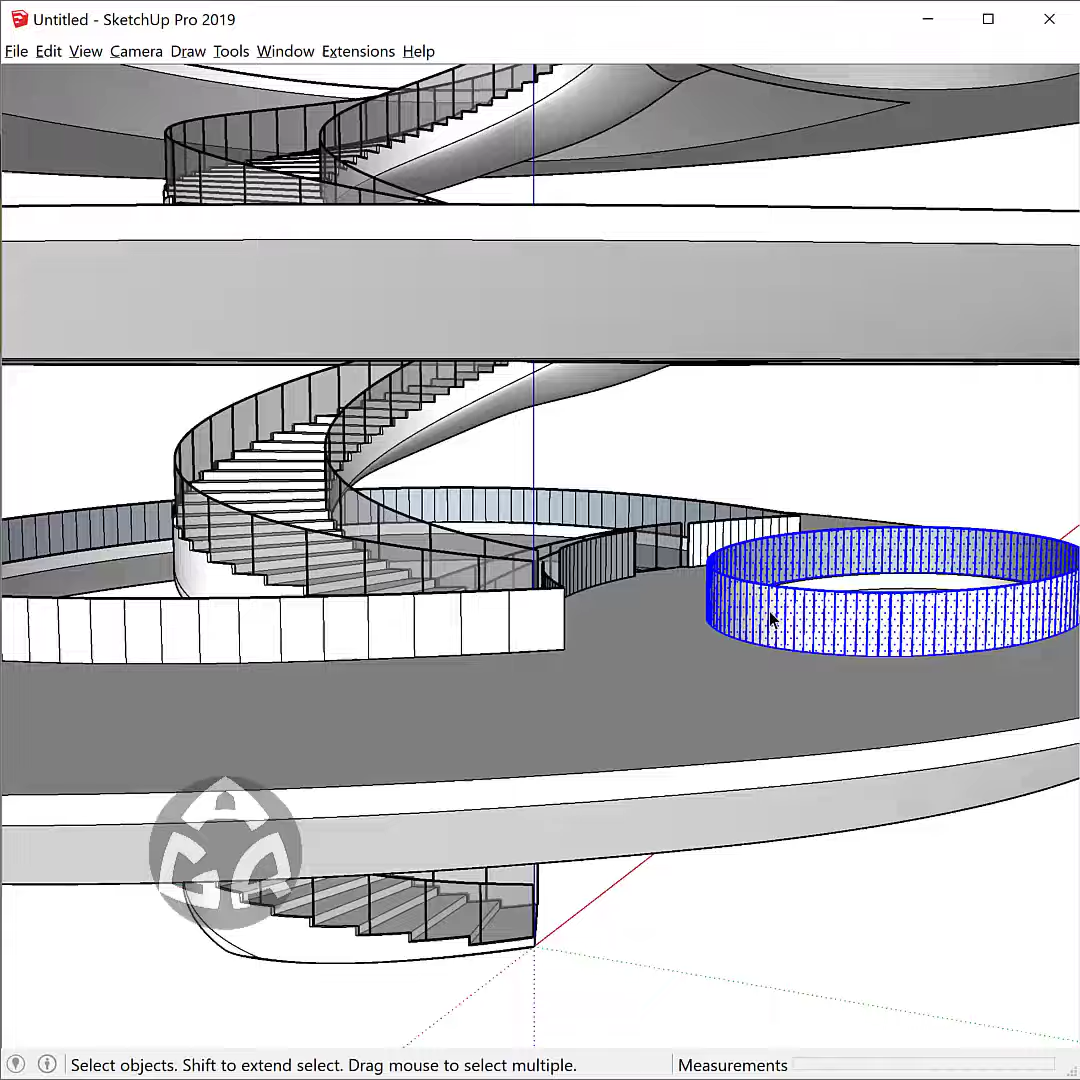 Untitled - SketchUp Pro 2019
File Edit View Camera Draw Tools Window Extensions Help
Select objects. Shift to extend select. Drag mouse to select multiple. Measurements